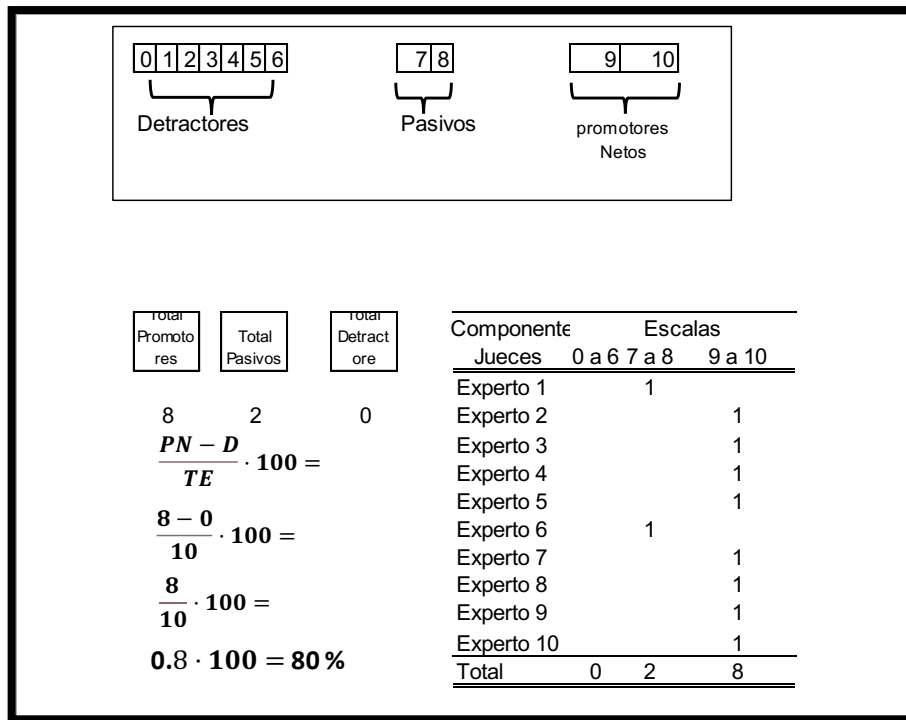 0 1 2 3 4 5 6 7 8 9 10
Detractores Pasivos promotores
Netos
Total
Promoto
res
Total
Pasivos
Total
Detract
ore
8 2 0
PN − D
TE
· 100 =
8 − 0
10
· 100 =
8
10
· 100 =
0.8 · 100 = 80 %
Componente Escalas
Jueces 0 a 6 7 a 8 9 a 10
Experto 1 1
Experto 2 1
Experto 3 1
Experto 4 1
Experto 5 1
Experto 6 1
Experto 7 1
Experto 8 1
Experto 9 1
Experto 10 1
Total 0 2 8